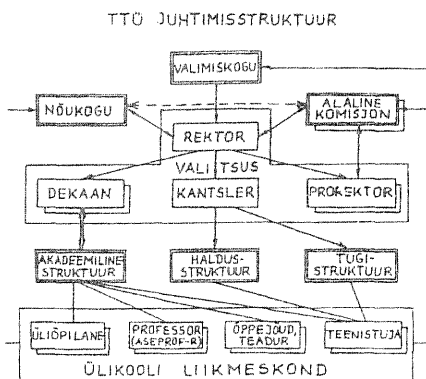 TTÜ JUHTIMISSTRUKTUUR
VALIMISKOGU
NÕUKOGU
ALALINE
KOMISJON
REKTOR
VALITSUS
DEKAAN
KANTSLER
PROREKTOR
AKADEEMILINE
STRUKTUUR
HALDUS-
STRUKTUUR
TUGI-
STRUKTUUR
ÜLIÕPILANE
PROFESSOR
(ASEPROF-R)
ÕPPEJÕUD,
TEADUR
TEENISTUJA
ÜLIKOOLI LIIKMESKOND